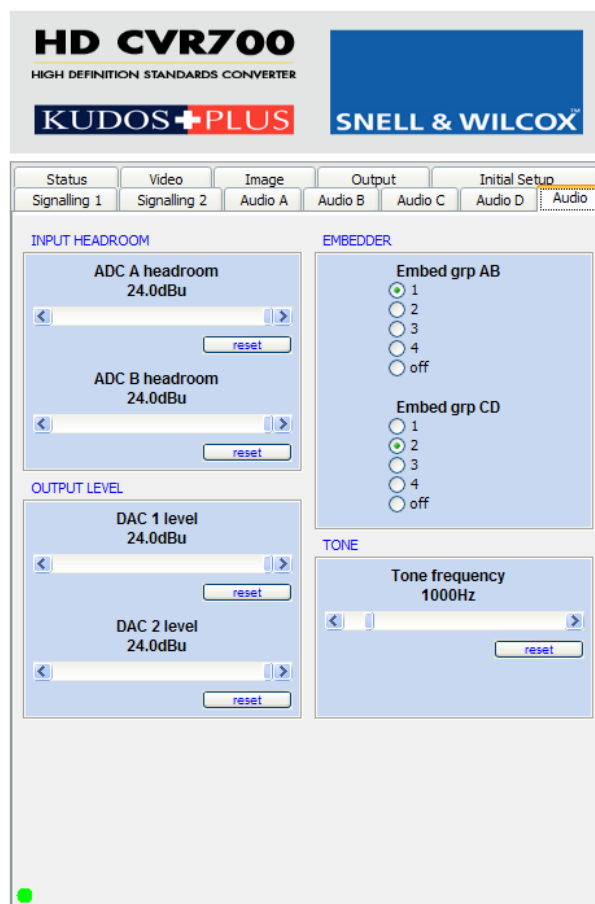 HD CVR700
HIGH DEFINITION STANDARDS CONVERTER
KUDOS+PLUS
SNELL & WILCOX™
Status Video Image Output Initial Setup
Signalling 1 Signalling 2 Audio A Audio B Audio C Audio D Audio
INPUT HEADROOM
ADC A headroom
24.0dBu
reset
ADC B headroom
24.0dBu
reset
OUTPUT LEVEL
DAC 1 level
24.0dBu
reset
DAC 2 level
24.0dBu
reset
EMBEDDER
Embed grp AB
1
2
3
4
off
Embed grp CD
1
2
3
4
off
TONE
Tone frequency
1000Hz
reset